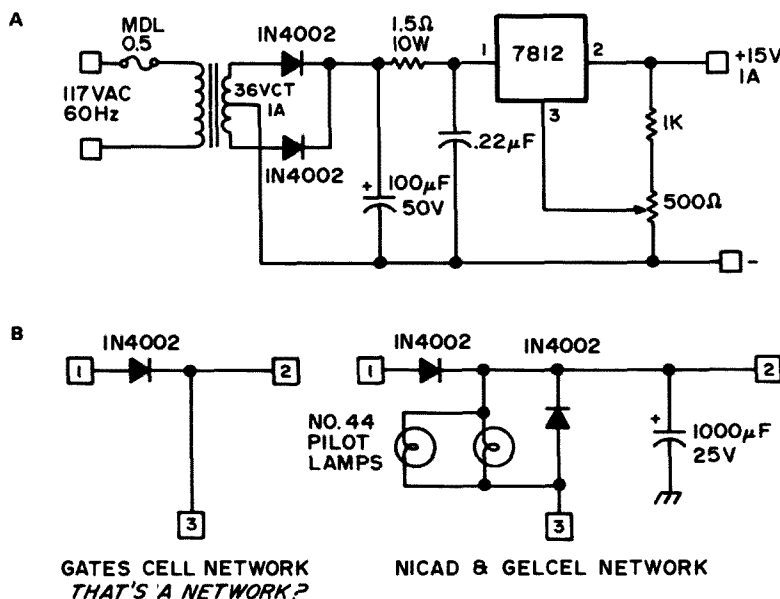 A
MDL
0.5
117VAC
60Hz
1N4002
36VCT
1A
1N4002
1.5Ω
10W
+
100µF
50V
.22µF
1
7812
2
3
+15V
1A
1K
500Ω
-
B
1N4002
1
2
3
GATES CELL NETWORK
THAT'S A NETWORK?
1N4002
1N4002
1
2
NO. 44
PILOT
LAMPS
+
1000µF
25V
3
NICAD & GELCEL NETWORK